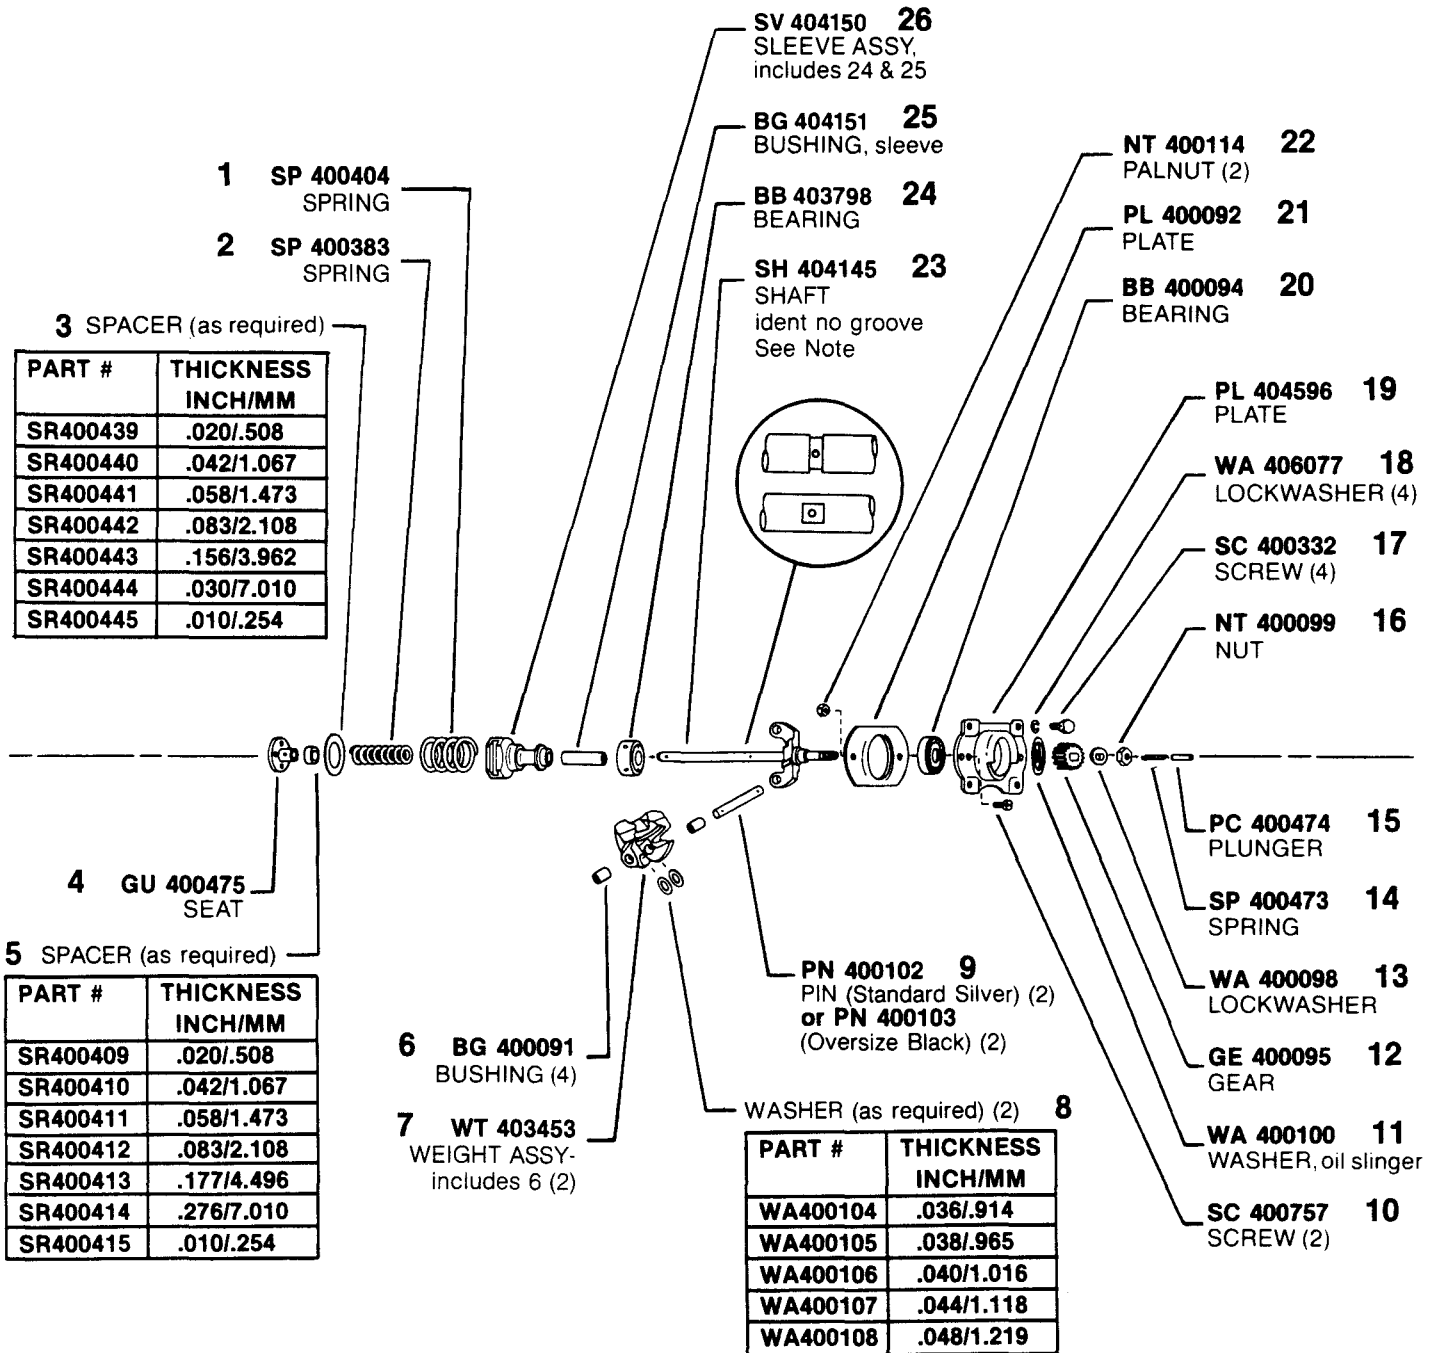 SV 404150 26
SLEEVE ASSY,
includes 24 & 25
BG 404151 25
BUSHING, sleeve
BB 403798 24
BEARING
SH 404145 23
SHAFT
ident no groove
See Note
NT 400114 22
PALNUT (2)
PL 400092 21
PLATE
BB 400094 20
BEARING
PL 404596 19
PLATE
WA 406077 18
LOCKWASHER (4)
SC 400332 17
SCREW (4)
NT 400099 16
NUT
1 SP 400404
SPRING
2 SP 400383
SPRING
3 SPACER (as required)
PART # THICKNESS
INCH/MM
SR400439 .020/.508
SR400440 .042/1.067
SR400441 .058/1.473
SR400442 .083/2.108
SR400443 .156/3.962
SR400444 .030/7.010
SR400445 .010/.254
4 GU 400475
SEAT
5 SPACER (as required)
PART # THICKNESS
INCH/MM
SR400409 .020/.508
SR400410 .042/1.067
SR400411 .058/1.473
SR400412 .083/2.108
SR400413 .177/4.496
SR400414 .276/7.010
SR400415 .010/.254
6 BG 400091
BUSHING (4)
7 WT 403453
WEIGHT ASSY-
includes 6 (2)
PN 400102 9
PIN (Standard Silver) (2)
or PN 400103
(Oversize Black) (2)
WASHER (as required) (2) 8
PART # THICKNESS
INCH/MM
WA400104 .036/.914
WA400105 .038/.965
WA400106 .040/1.016
WA400107 .044/1.118
WA400108 .048/1.219
PC 400474 15
PLUNGER
SP 400473 14
SPRING
WA 400098 13
LOCKWASHER
GE 400095 12
GEAR
WA 400100 11
WASHER, oil slinger
SC 400757 10
SCREW (2)